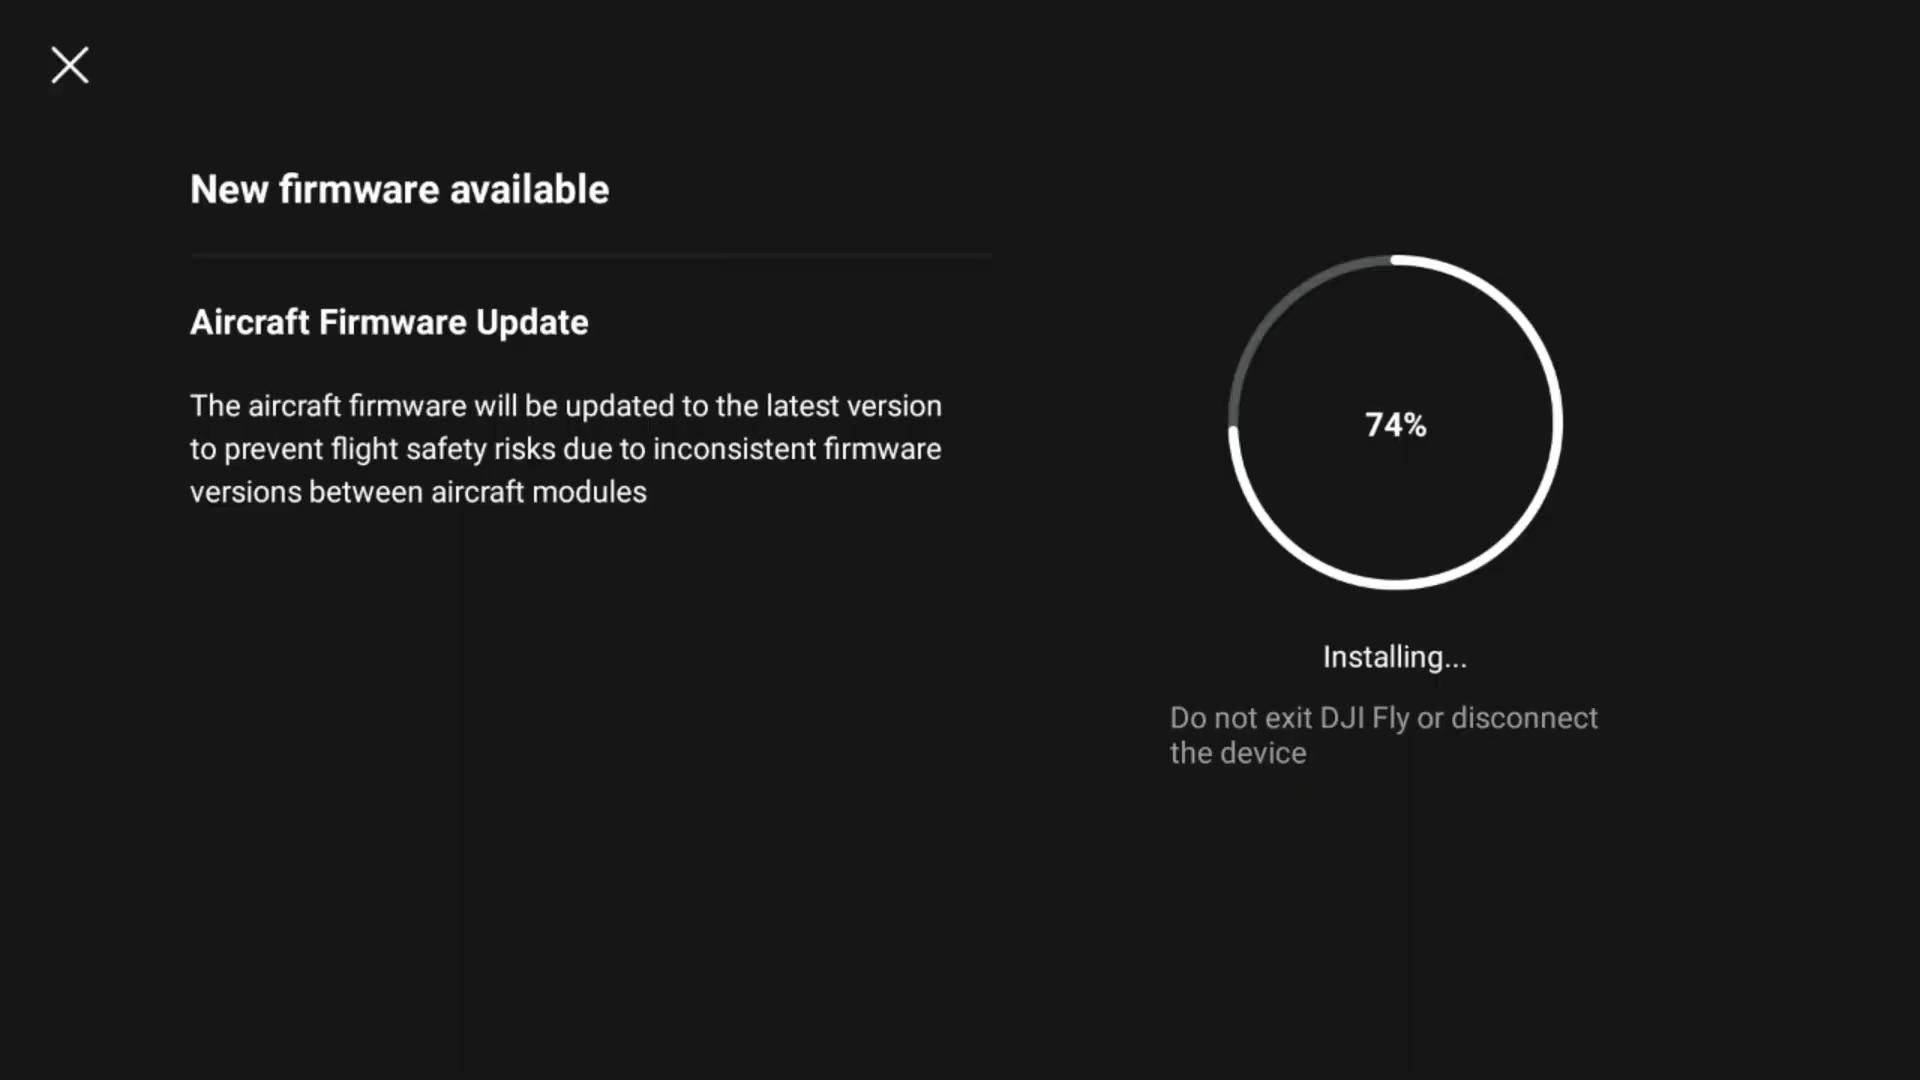 New firmware available
Aircraft Firmware Update
The aircraft firmware will be updated to the latest version
to prevent flight safety risks due to inconsistent firmware
versions between aircraft modules
74%
Installing...
Do not exit DJI Fly or disconnect
the device